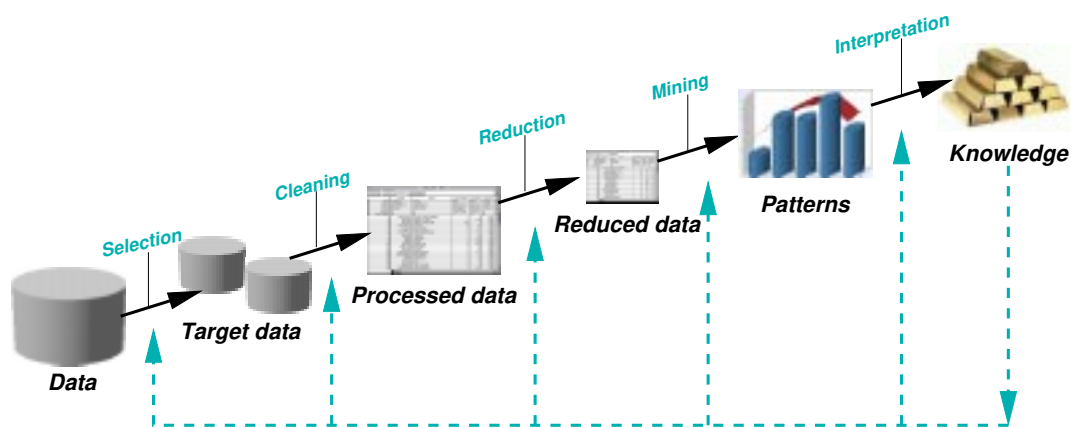 Interpretation
Mining
Reduction
Cleaning
Selection
Knowledge
Patterns
Reduced data
Processed data
Target data
Data